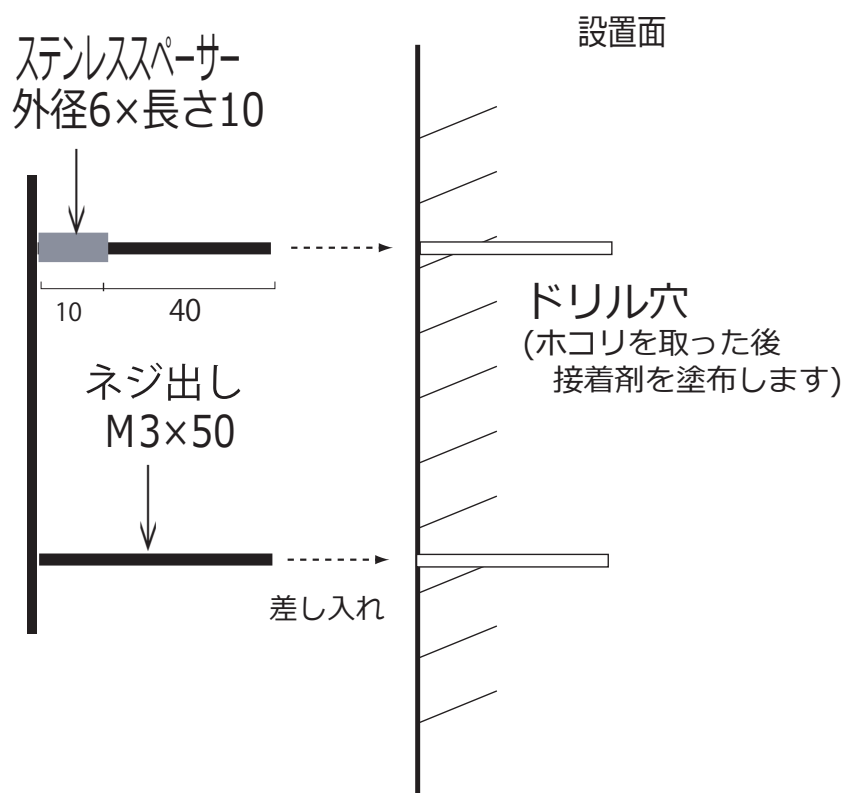 設置面
ステンレススペーサー
外径6×長さ10
10
40
ドリル穴
(ホコリを取った後
接着剤を塗布します)
ネジ出し
M3×50
差し入れ